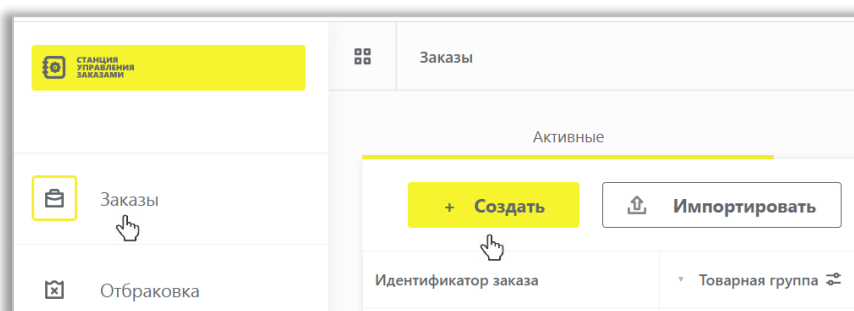 СТАНЦИЯ
УПРАВЛЕНИЯ
ЗАКАЗАМИ
Заказы
Активные
Заказы
+ Создать
Импортировать
Идентификатор заказа
Товарная группа
Отбраковка